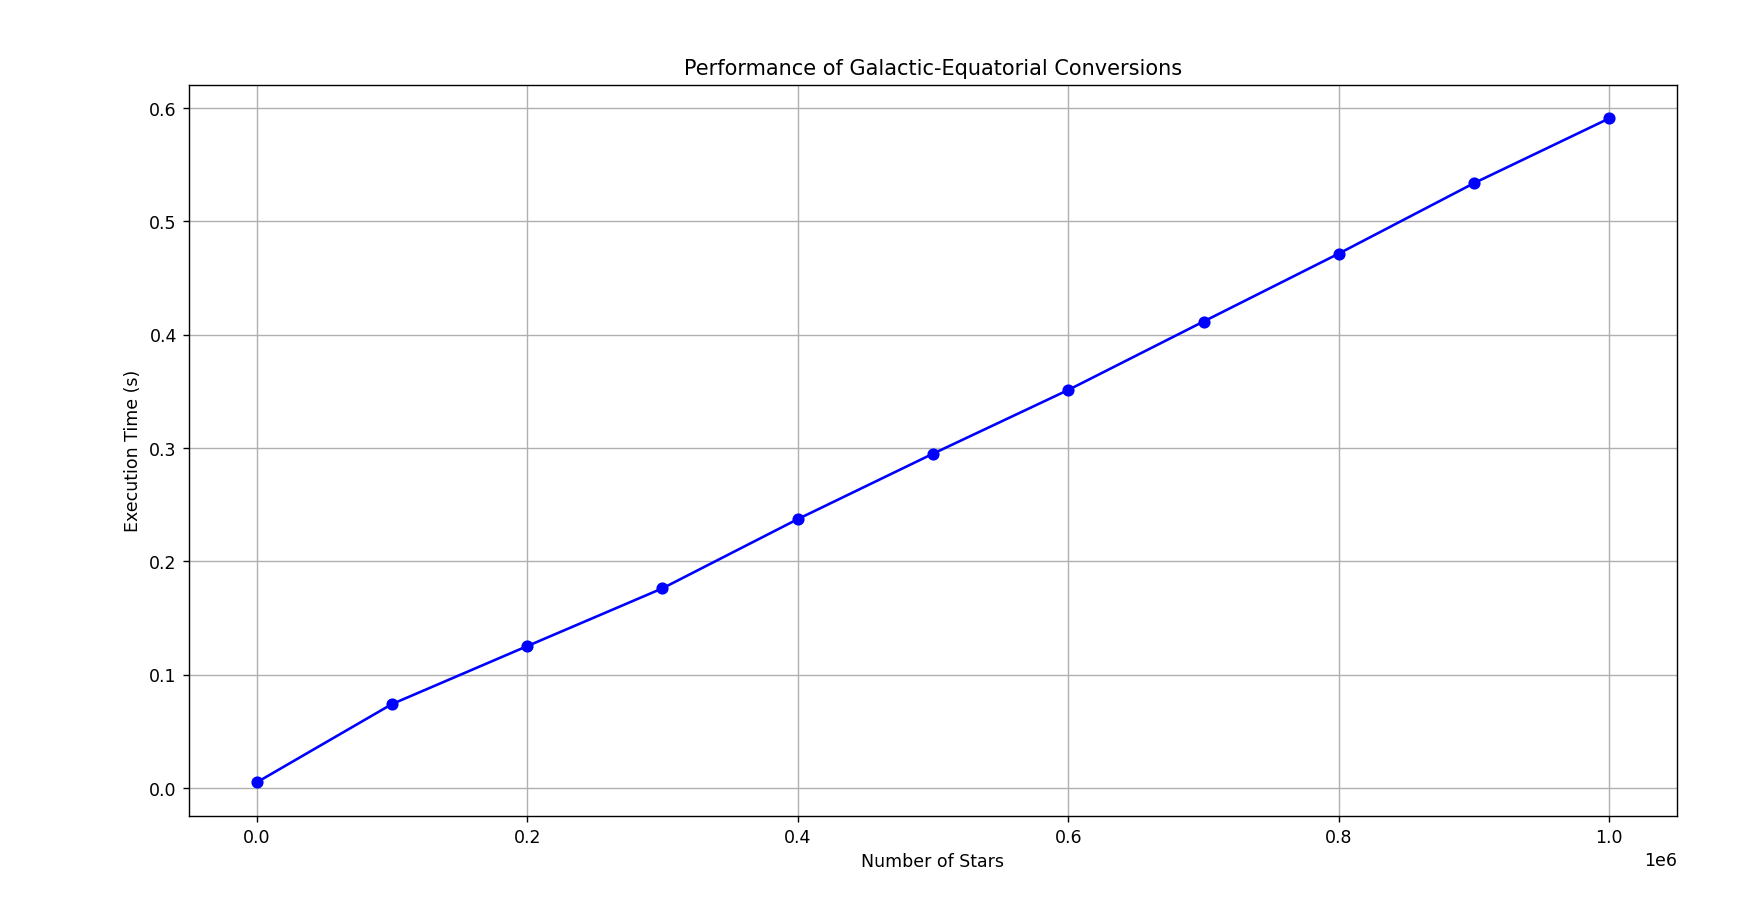 Performance of Galactic-Equatorial Conversions
0.6
0.5
0.4
0.3
0.2
0.1
0.0
Execution Time (s)
0.0 0.2 0.4 0.6 0.8 1.0
Number of Stars
1e6